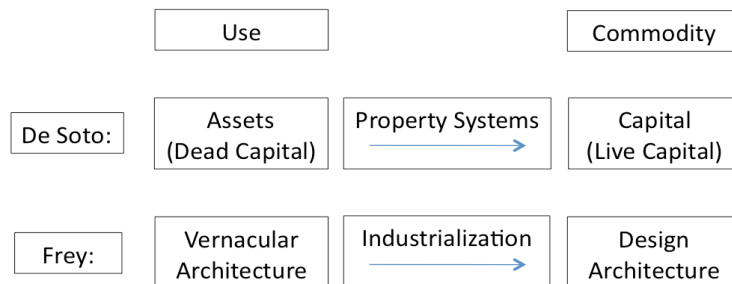 Use
Commodity
De Soto:
Assets
(Dead Capital)
Property Systems
Capital
(Live Capital)
Frey:
Vernacular
Architecture
Industrialization
Design
Architecture